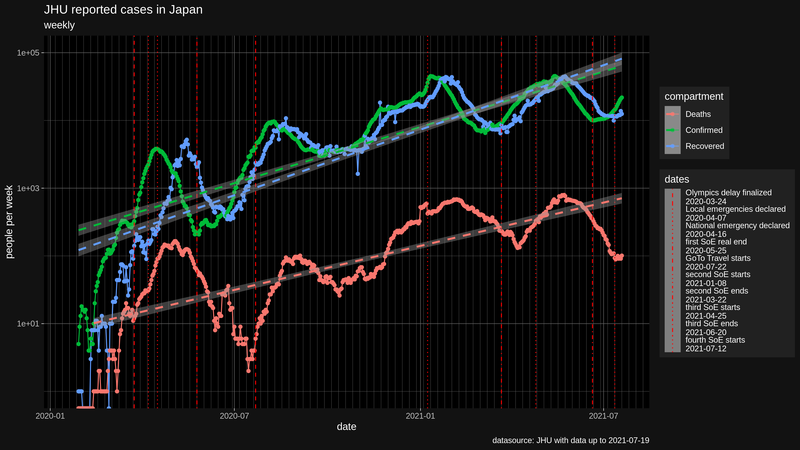 JHU reported cases in Japan
weekly
1e+05
1e+03
1e+01
people per week
2020-01
2020-07
2021-01
2021-07
date
compartment
Deaths
Confirmed
Recovered
dates
Olympics delay finalized
2020-03-24
Local emergencies declared
2020-04-07
National emergency declared
2020-04-16
first SoE real end
2020-05-25
GoTo Travel starts
2020-07-22
second SoE starts
2021-01-08
second SoE ends
2021-03-22
third SoE starts
2021-04-25
third SoE ends
2021-06-20
fourth SoE starts
2021-07-12
datasource: JHU with data up to 2021-07-19